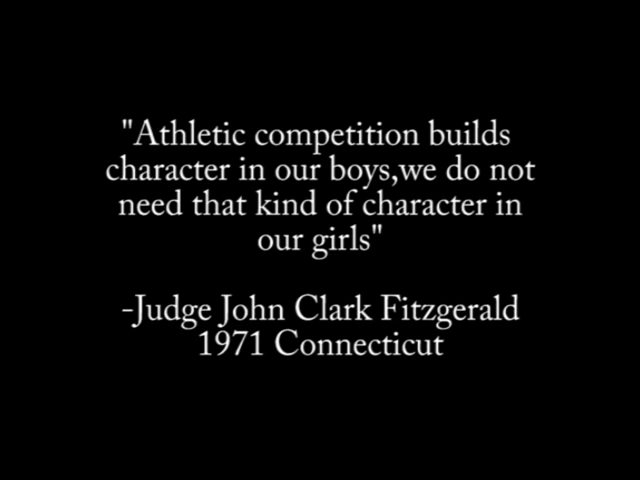 "Athletic competition builds
character in our boys,we do not
need that kind of character in
our girls"
-Judge John Clark Fitzgerald
1971 Connecticut